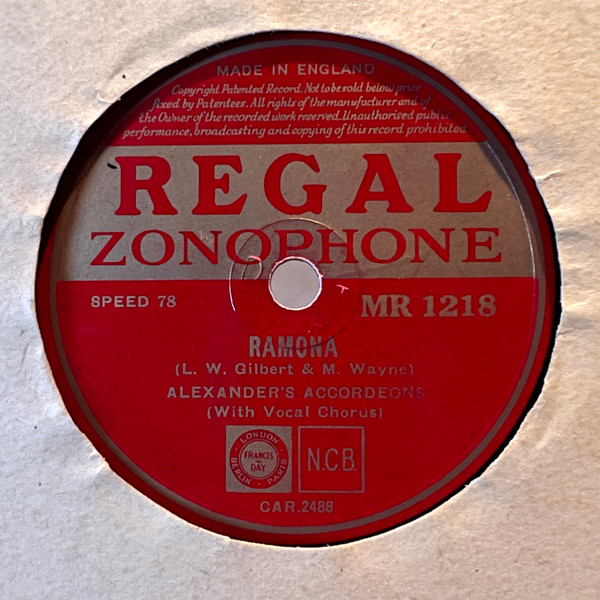 MADE IN ENGLAND
Copyright Patented Record. Not to be sold below price
fixed by Patentees. All rights of the manufacturer and of
the Owner of the recorded work reserved. Unauthorised public
performance, broadcasting and copying of this record prohibited
REGAL
ZONOPHONE
SPEED 78
MR 1218
RAMONA
(L. W. Gilbert & M. Wayne)
ALEXANDER'S ACCORDEONS
(With Vocal Chorus)
LONDON
FRANCIS
DAY
BERLIN · PARIS
N.C.B.
CAR.2488